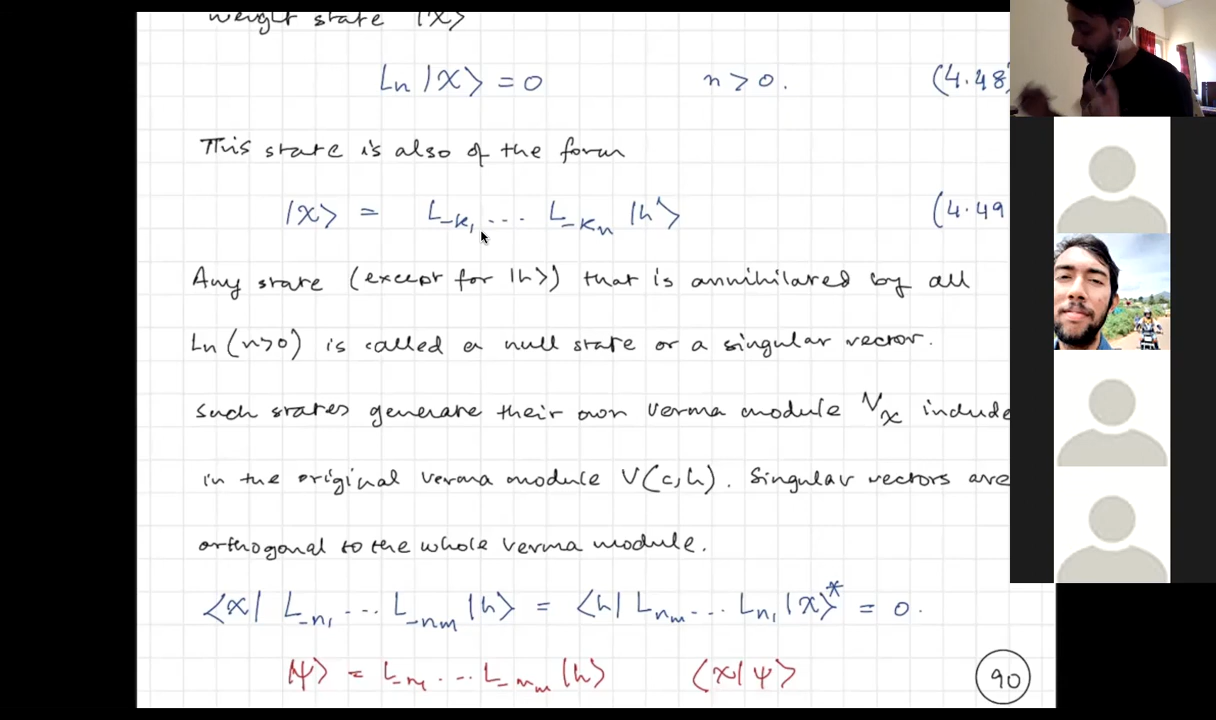 weight state |χ⟩
Lₙ |χ⟩ = 0 n > 0. (4.48)
This state is also of the form
|χ⟩ = L₋ₖ₁ ... L₋ₖₙ |h⟩ (4.49
Any state (except for |h⟩) that is annihilated by all
Ln (n>0) is called a null state or a singular vector.
Such states generate their own Verma module Vχ include
in the original Verma module V(c,h). Singular vectors are
orthogonal to the whole Verma module.
⟨χ| L₋ₙ₁ ... L₋ₙₘ |h⟩ = ⟨h| Lₙₘ ... Lₙ₁ |χ⟩* = 0.
|ψ⟩ = L₋ₙ₁ ... L₋ₙₘ |h⟩ ⟨χ|ψ⟩
90